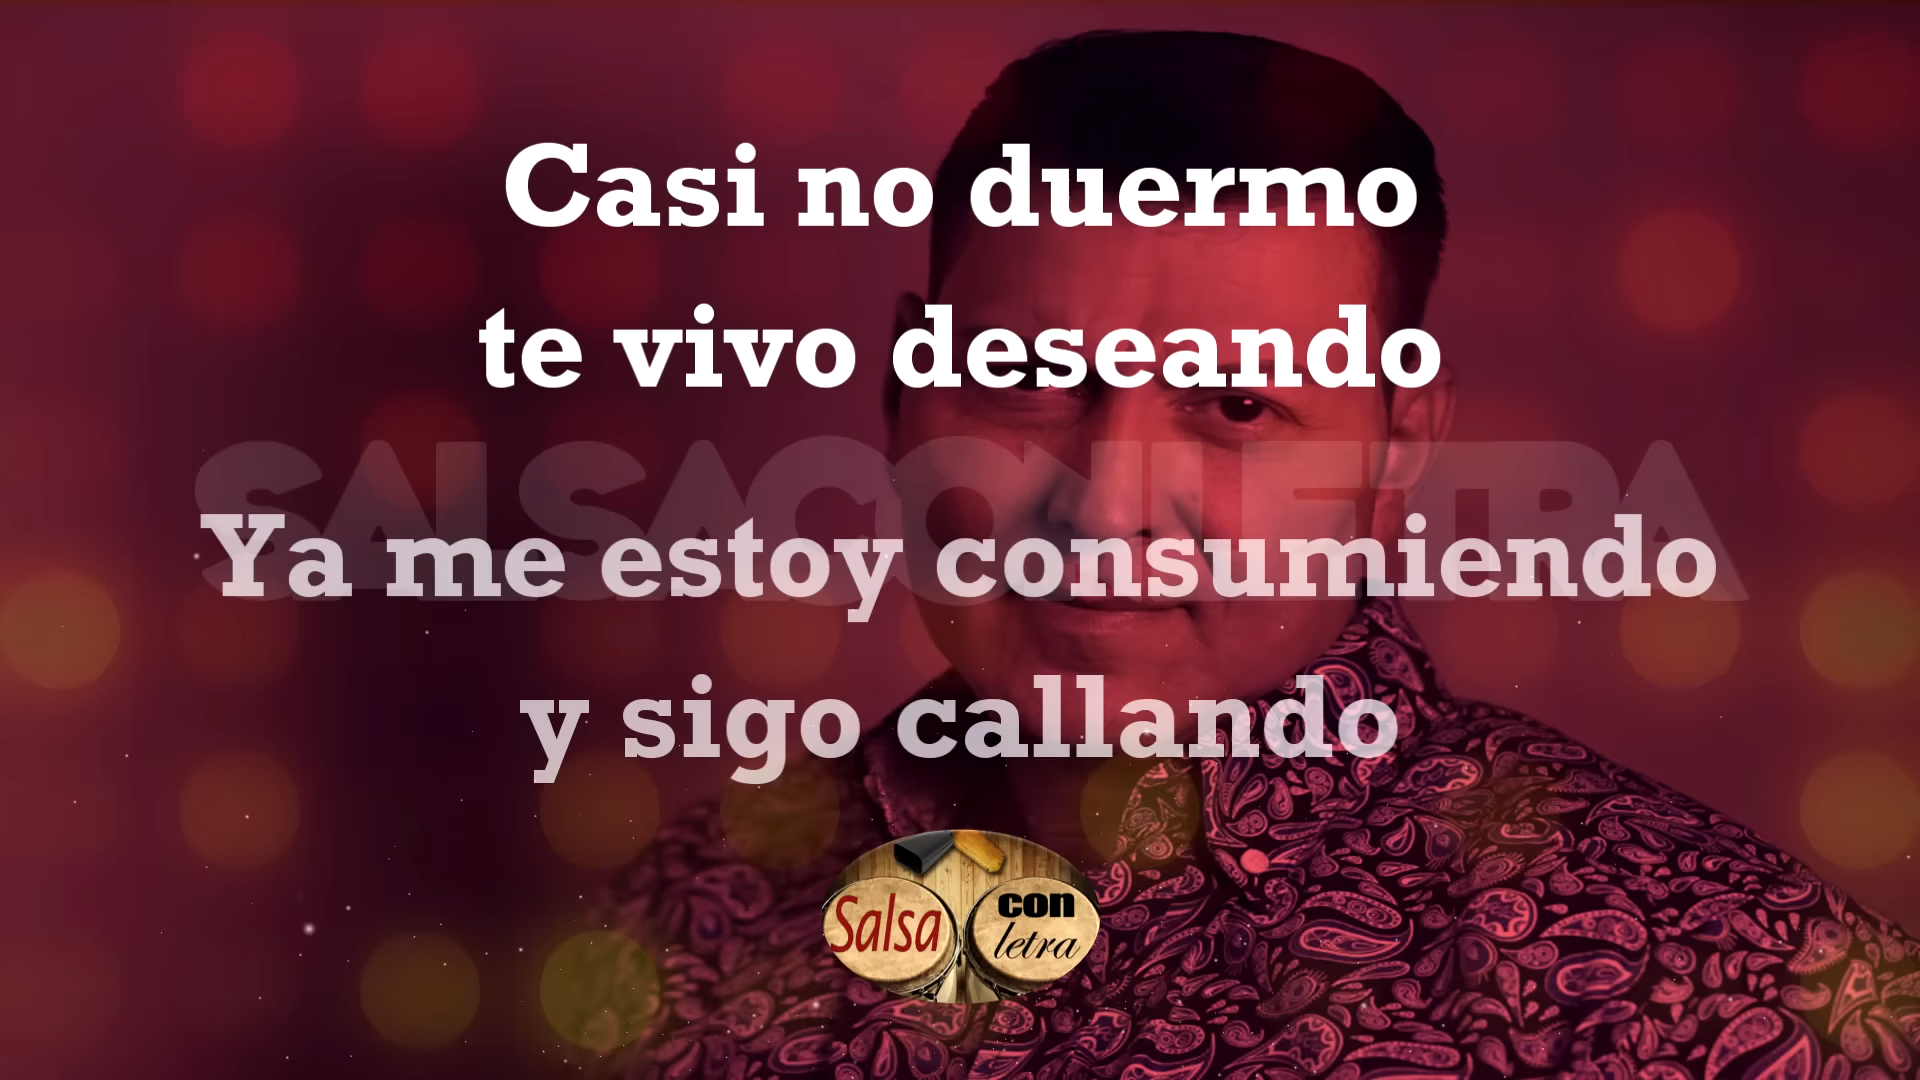 Casi no duermo
te vivo deseando
SALSACONLETRA
Ya me estoy consumiendo
y sigo callando
Salsa con letra